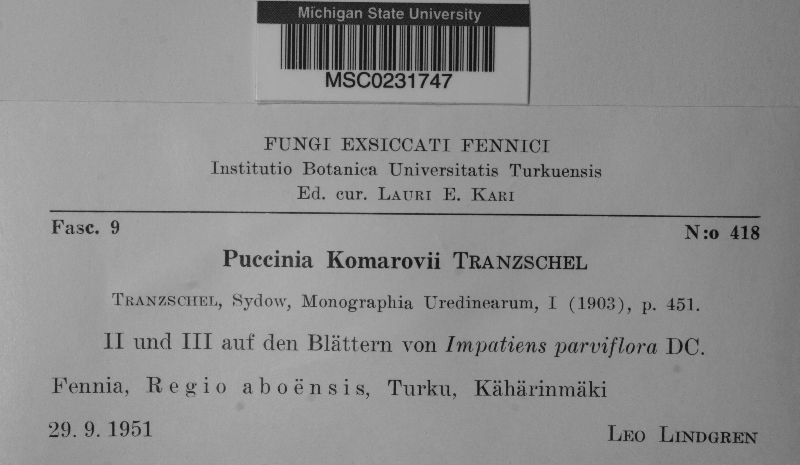 Michigan State University
MSC0231747
FUNGI EXSICCATI FENNICI
Institutio Botanica Universitatis Turkuensis
Ed. cur. LAURI E. KARI
Fasc. 9 N:o 418
Puccinia Komarovii TRANZSCHEL
TRANZSCHEL, Sydow, Monographia Uredinearum, I (1903), p. 451.
II und III auf den Blättern von Impatiens parviflora DC.
Fennia, Regio aboënsis, Turku, Kähärinmäki
29. 9. 1951 LEO LINDGREN